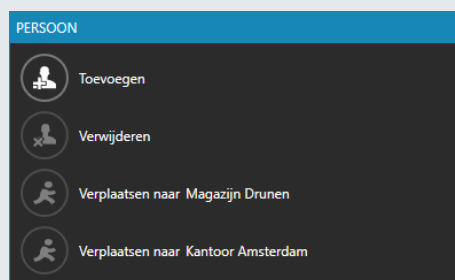 PERSOON
Toevoegen
Verwijderen
Verplaatsen naar Magazijn Drunen
Verplaatsen naar Kantoor Amsterdam